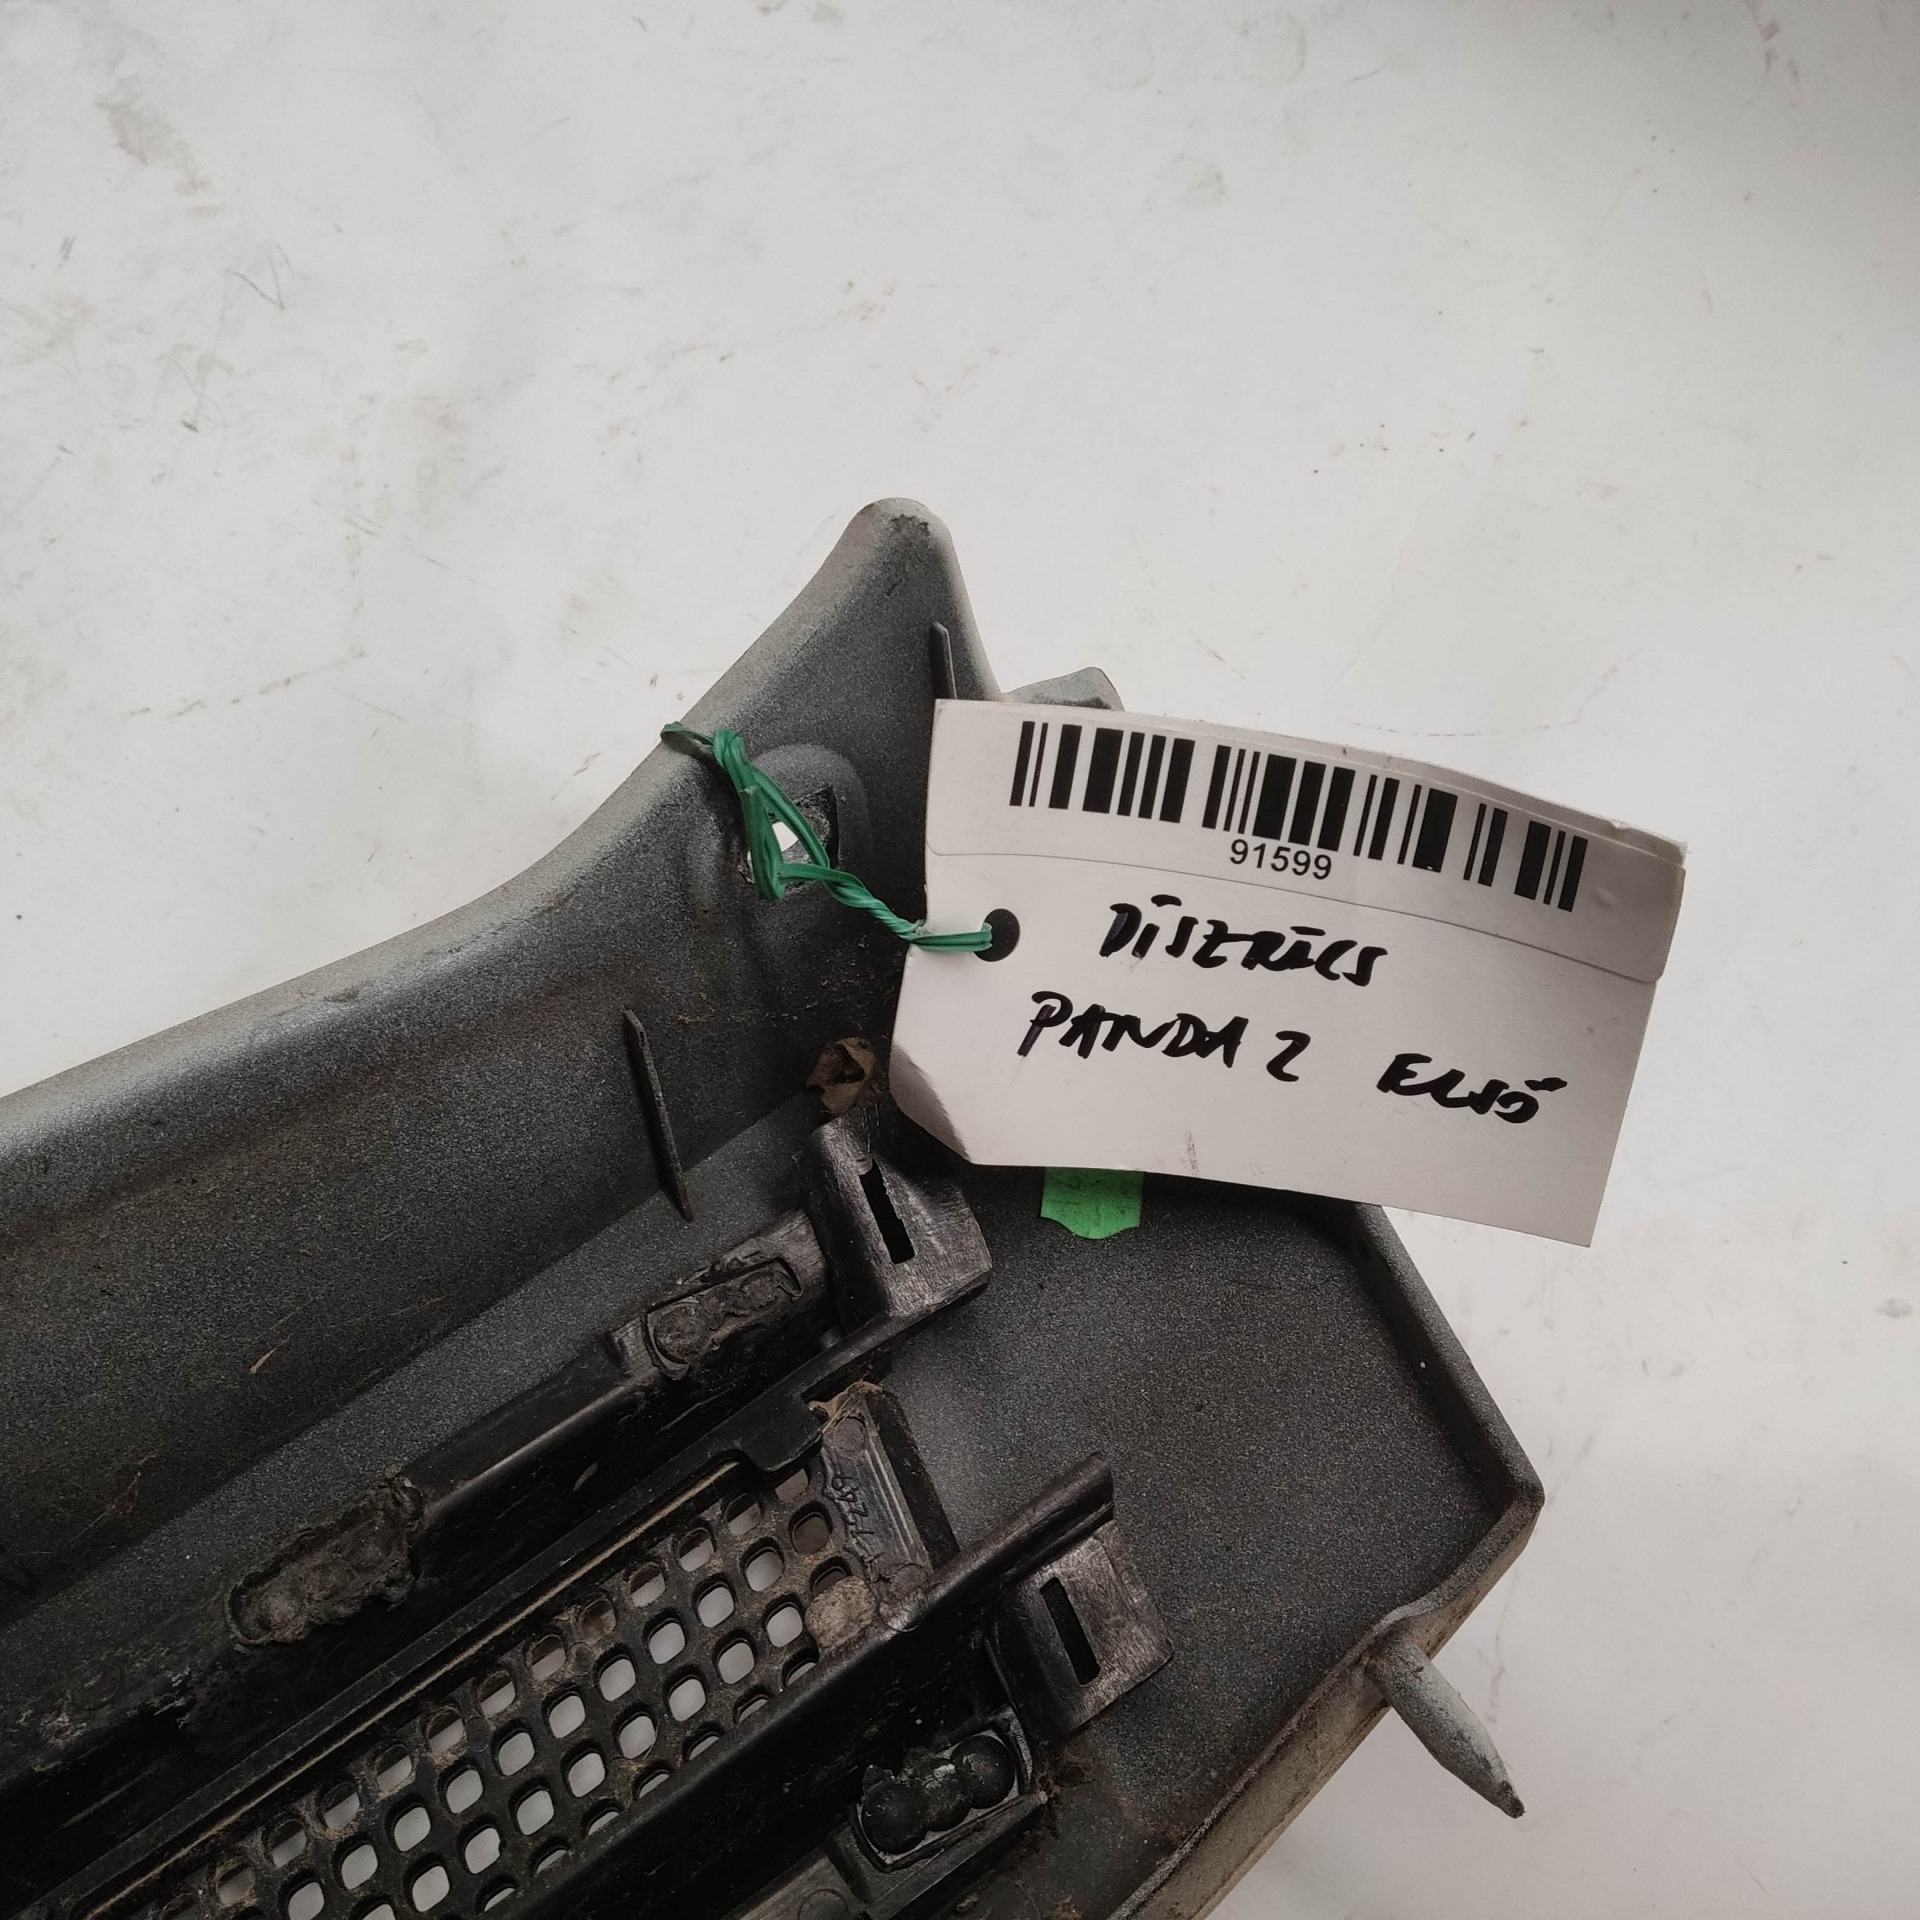 91599
DÍSZRÁCS
PANDA 2 ELSŐ